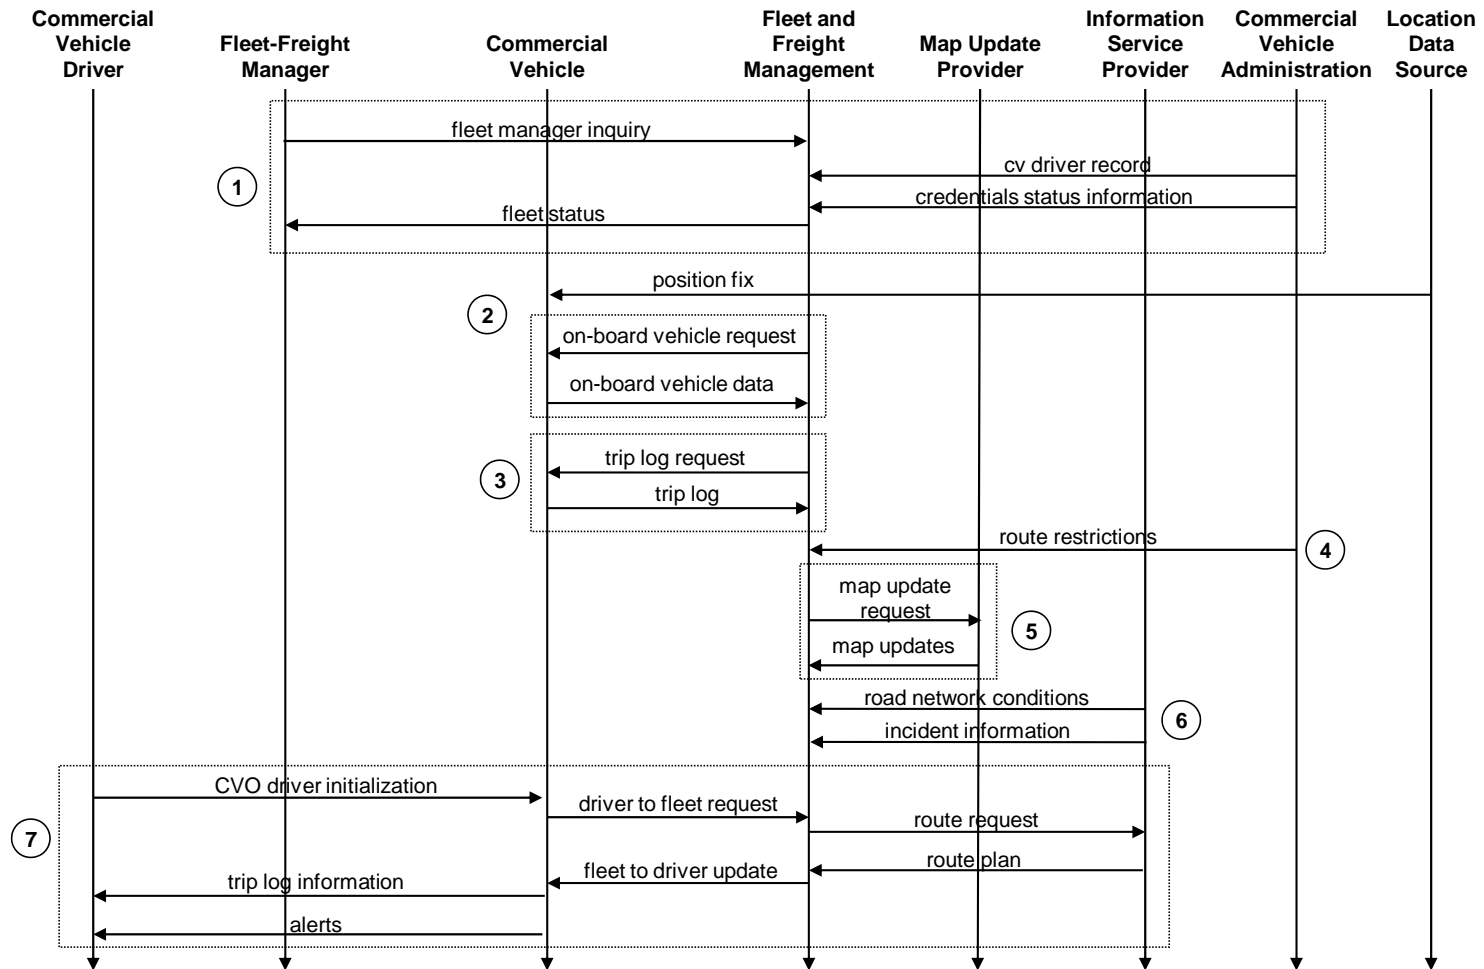 Commercial
Vehicle
Driver
Fleet-Freight
Manager
Commercial
Vehicle
Fleet and
Freight
Management
Map Update
Provider
Information
Service
Provider
Commercial
Vehicle
Administration
Location
Data
Source
fleet manager inquiry
cv driver record
1
credentials status information
fleet status
position fix
2
on-board vehicle request
on-board vehicle data
trip log request
3
trip log
route restrictions
4
map update
request
5
map updates
road network conditions
6
incident information
CVO driver initialization
driver to fleet request
route request
7
route plan
fleet to driver update
trip log information
alerts